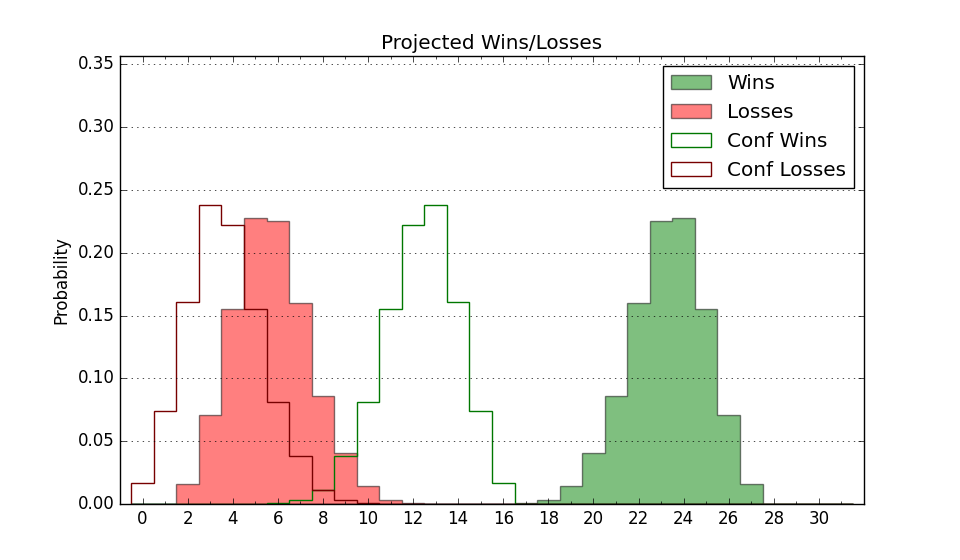 Projected Wins/Losses
0.35
0.30
0.25
0.20
0.15
0.10
0.05
0.00
Probability
Wins
Losses
Conf Wins
Conf Losses
0 2 4 6 8 10 12 14 16 18 20 22 24 26 28 30